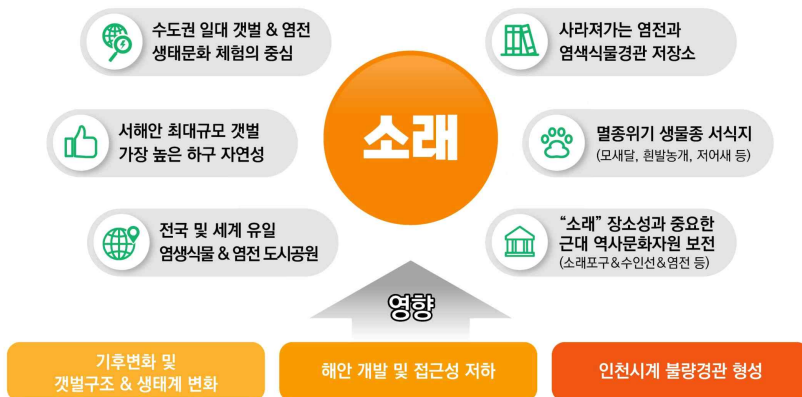 수도권 일대 갯벌 & 염전
생태문화 체험의 중심
서해안 최대규모 갯벌
가장 높은 하구 자연성
전국 및 세계 유일
염생식물 & 염전 도시공원
소래
사라져가는 염전과
염색식물경관 저장소
멸종위기 생물종 서식지
(모새달, 흰발농개, 저어새 등)
“소래” 장소성과 중요한
근대 역사문화자원 보전
(소래포구&수인선&염전 등)
영향
기후변화 및
갯벌구조 & 생태계 변화
해안 개발 및 접근성 저하
인천시계 불량경관 형성